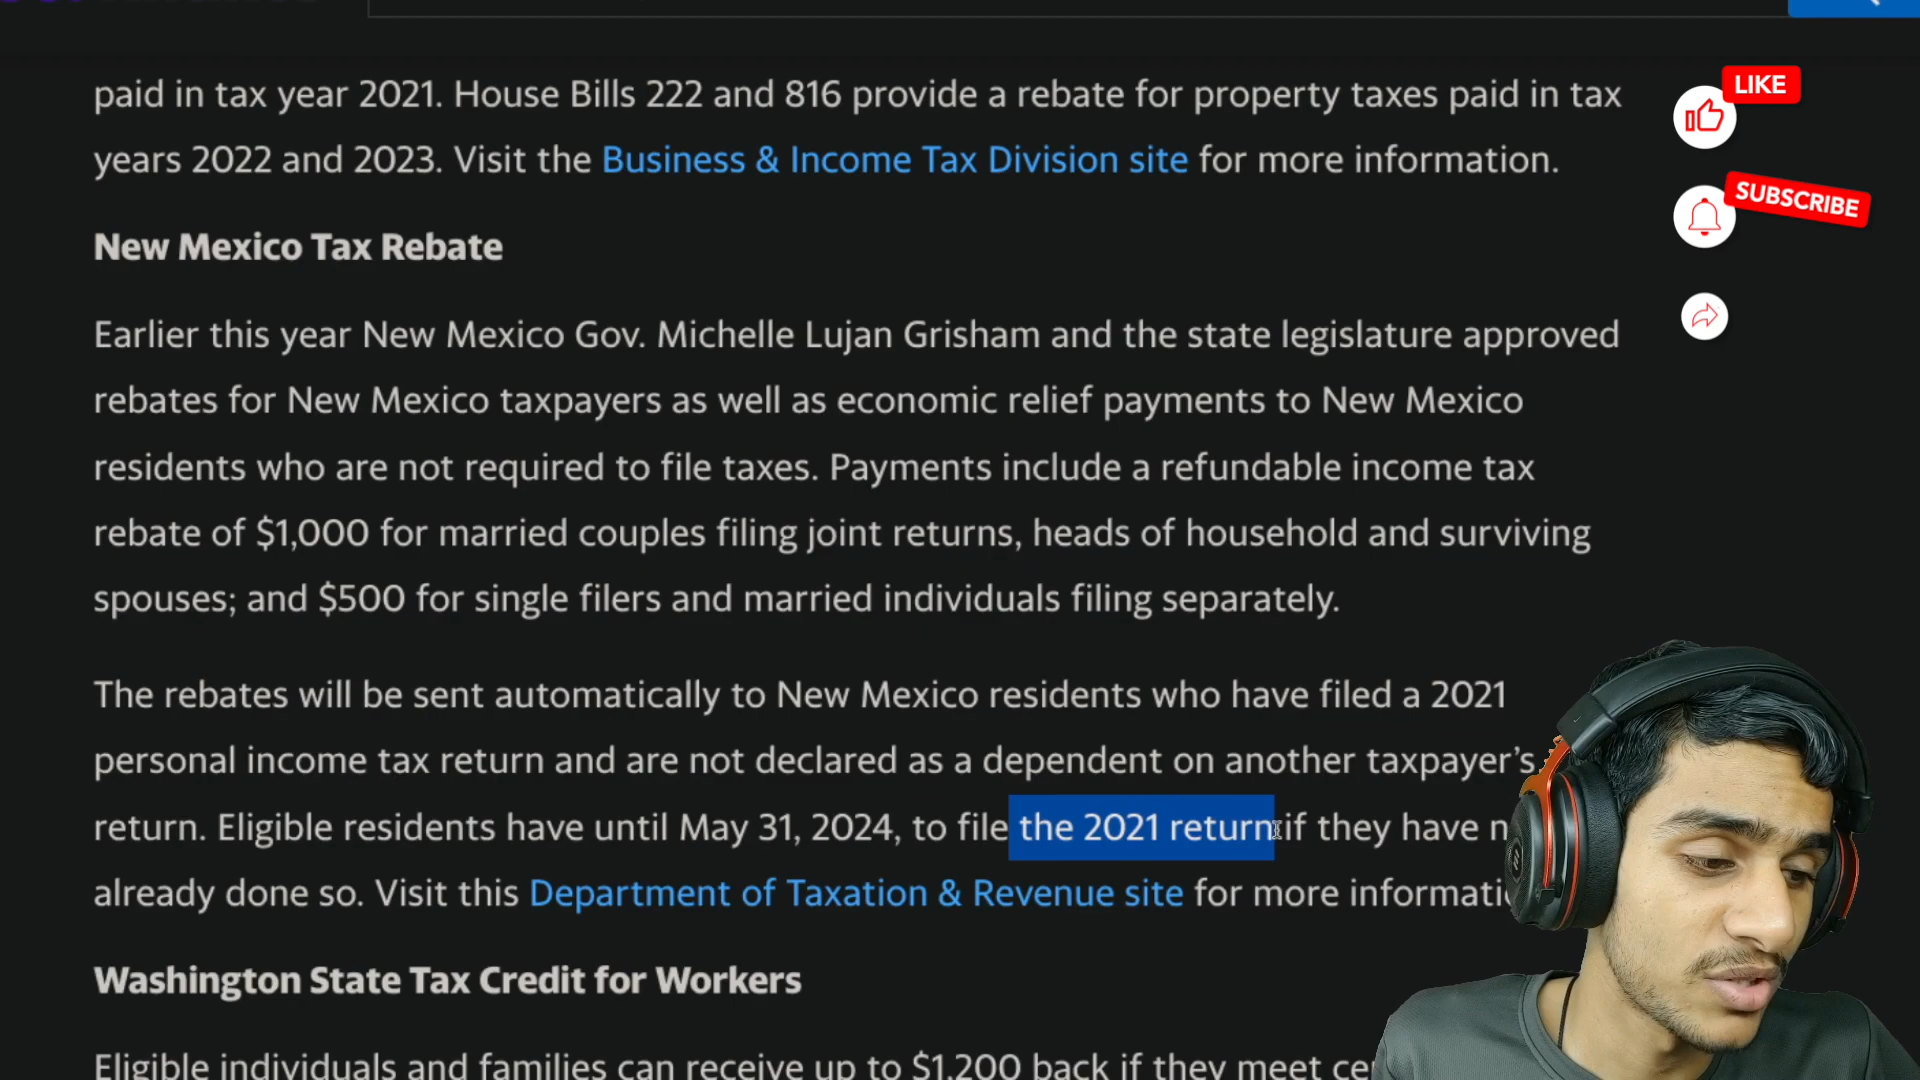 paid in tax year 2021. House Bills 222 and 816 provide a rebate for property taxes paid in tax
years 2022 and 2023. Visit the Business & Income Tax Division site for more information.
LIKE
SUBSCRIBE
New Mexico Tax Rebate
Earlier this year New Mexico Gov. Michelle Lujan Grisham and the state legislature approved
rebates for New Mexico taxpayers as well as economic relief payments to New Mexico
residents who are not required to file taxes. Payments include a refundable income tax
rebate of $1,000 for married couples filing joint returns, heads of household and surviving
spouses; and $500 for single filers and married individuals filing separately.
The rebates will be sent automatically to New Mexico residents who have filed a 2021
personal income tax return and are not declared as a dependent on another taxpayer’s
return. Eligible residents have until May 31, 2024, to file the 2021 return if they have
already done so. Visit this Department of Taxation & Revenue site for more
Washington State Tax Credit for Workers
Eligible individuals and families can receive up to $1,200 back if they meet